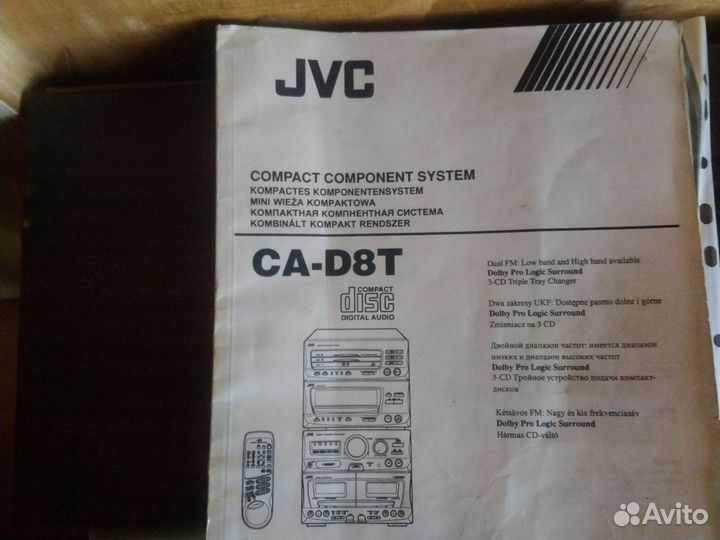 JVC
COMPACT COMPONENT SYSTEM
KOMPACTES KOMPONENTENSYSTEM
MINI WIEŻA KOMPAKTOWA
КОМПАКТНАЯ КОМПНЕНТНАЯ СИСТЕМА
KOMBINÁLT KOMPAKT RENDSZER
CA-D8T
COMPACT
disc
DIGITAL AUDIO
Dual FM: Low band and High band available
Dolby Pro Logic Surround
3-CD Triple Tray Changer
Dwa zakresy UKF: Dostępne pasmo dolne i górne
Dolby Pro Logic Surround
Zmieniacz na 3 CD
Двойной диапазон частот: имеется диапазон
низких и диапазон высоких частот
Dolby Pro Logic Surround
3-CD Тройное устройство подачи компакт-
дисков
Kétsávos FM: Nagy és kis frekvenciasáv
Dolby Pro Logic Surround
Hármas CD-váltó
JVC
JVC
JVC
Avito